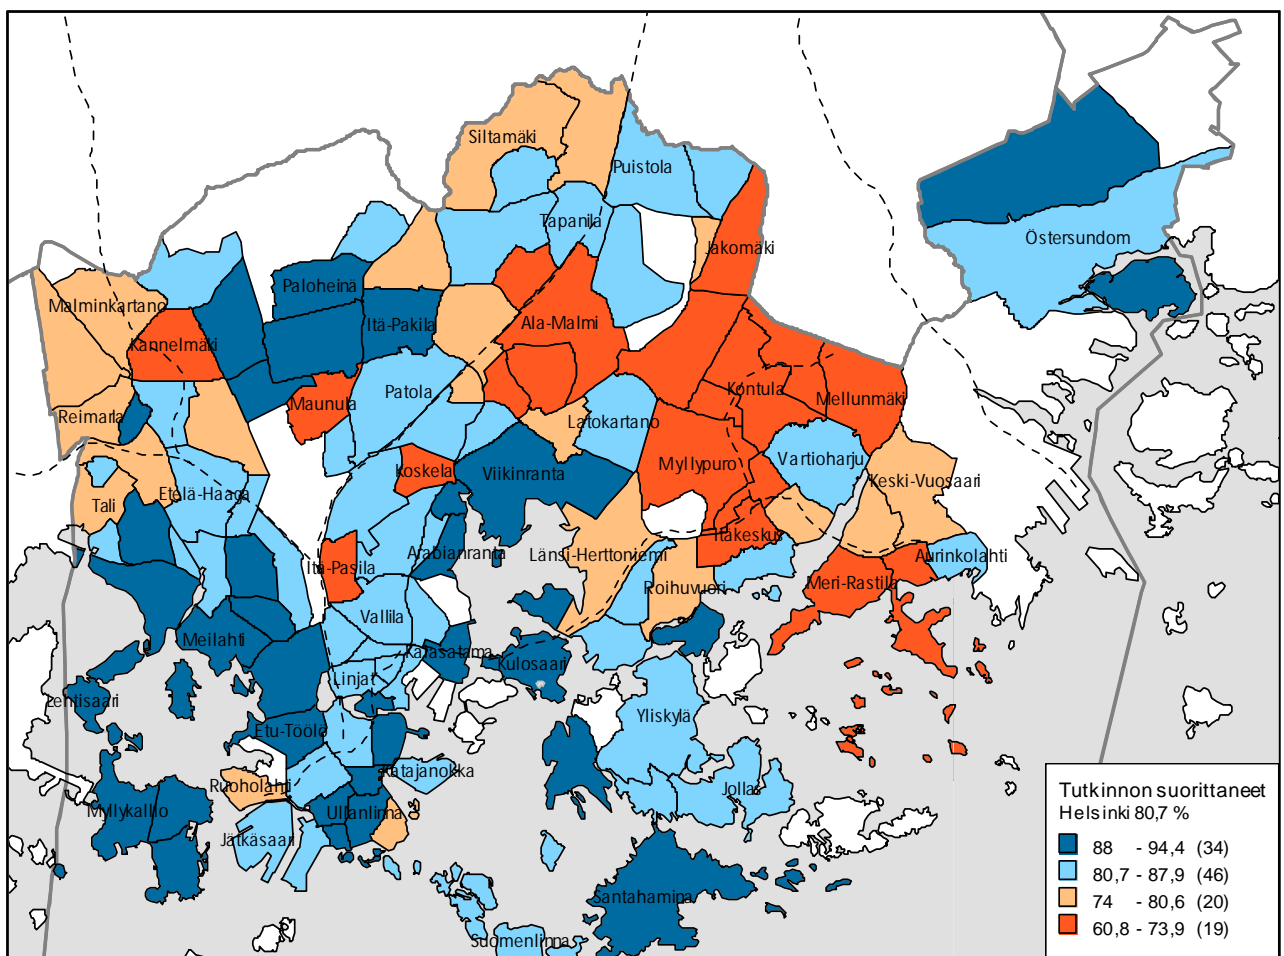 Siltamäki
Puistola
Tapanila
Jakomäki
Östersundom
Malminkartano
Paloheinä
Itä-Pakila
Ala-Malmi
Kannelmäki
Reimarla
Maunula
Patola
Latokartano
Kontula
Mellunmäki
Koskela
Viikinranta
Myllypuro
Vartioharju
Keski-Vuosaari
Tali
Etelä-Haaga
Itä-Pasila
Arabianranta
Länsi-Herttoniemi
Itäkeskus
Roihuvuori
Meri-Rastila
Aurinkolahti
Vallila
Meilahti
Kalasatama
Kulosaari
Lehtisaari
Linjat
Etu-Töölö
Yliskylä
Ruoholahti
Katajanokka
Jollas
Myllykallio
Ullanlinna
Jätkäsaari
Santahamina
Suomenlinna
Tutkinnon suorittaneet
Helsinki 80,7 %
88 - 94,4 (34)
80,7 - 87,9 (46)
74 - 80,6 (20)
60,8 - 73,9 (19)